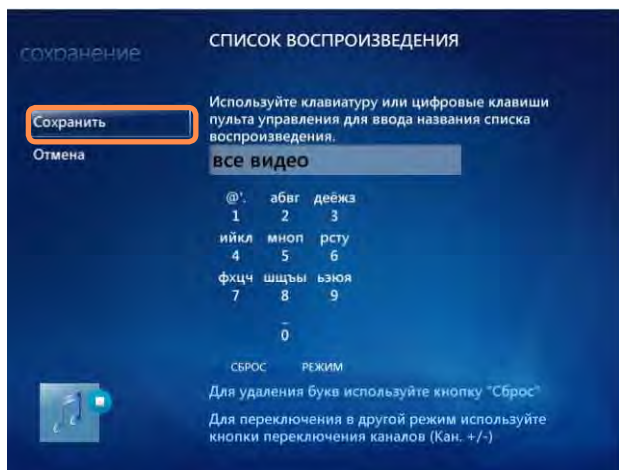 сохранение
СПИСОК ВОСПРОИЗВЕДЕНИЯ
Сохранить
Отмена
Используйте клавиатуру или цифровые клавиши
пульта управления для ввода названия списка
воспроизведения.
все видео
@'. абвг деёжз
1 2 3
ийкл мноп рсту
4 5 6
фхцч шщъы ьэюя
7 8 9
_
0
СБРОС РЕЖИМ
Для удаления букв используйте кнопку "Сброс"
Для переключения в другой режим используйте
кнопки переключения каналов (Кан. +/-)